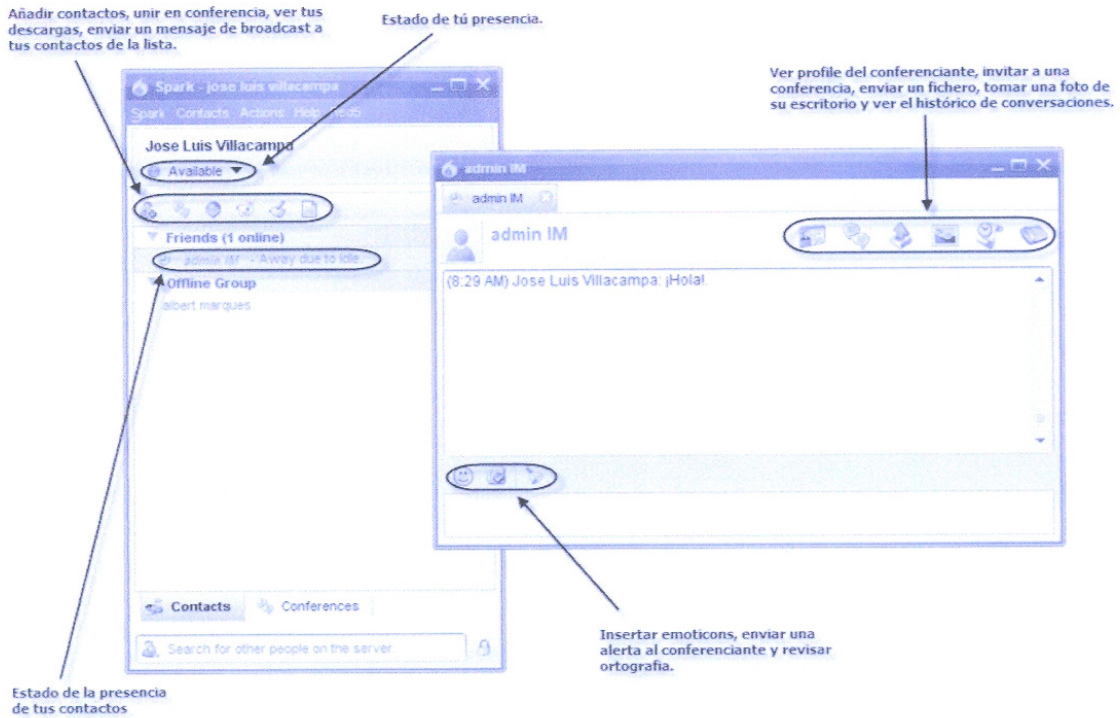 Añadir contactos, unir en conferencia, ver tus
descargas, enviar un mensaje de broadcast a
tus contactos de la lista.
Estado de tú presencia.
Ver profile del conferenciante, invitar a una
conferencia, enviar un fichero, tomar una foto de
su escritorio y ver el histórico de conversaciones.
Spark - jose luis villacampa
Spark Contacts Actions Help
Jose Luis Villacampa
Available
Friends (1 online)
admin IM - Away due to idle
Offline Group
albert marques
Contacts
Conferences
Search for other people on the server
admin IM
admin IM
admin IM
(8:29 AM) Jose Luis Villacampa: ¡Hola!.
Insertar emoticons, enviar una
alerta al conferenciante y revisar
ortografia.
Estado de la presencia
de tus contactos